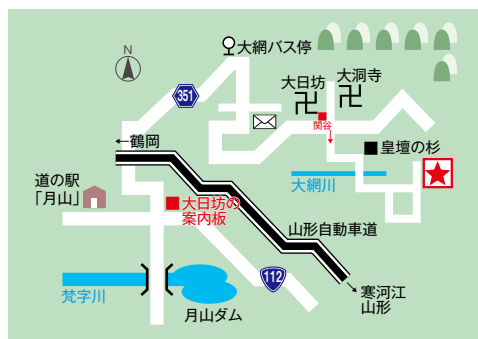 N
大網バス停
大日坊
大洞寺
351
関谷
鶴岡
皇壇の杉
道の駅
「月山」
大網川
大日坊の
案内板
山形自動車道
112
梵字川
寒河江
山形
月山ダム